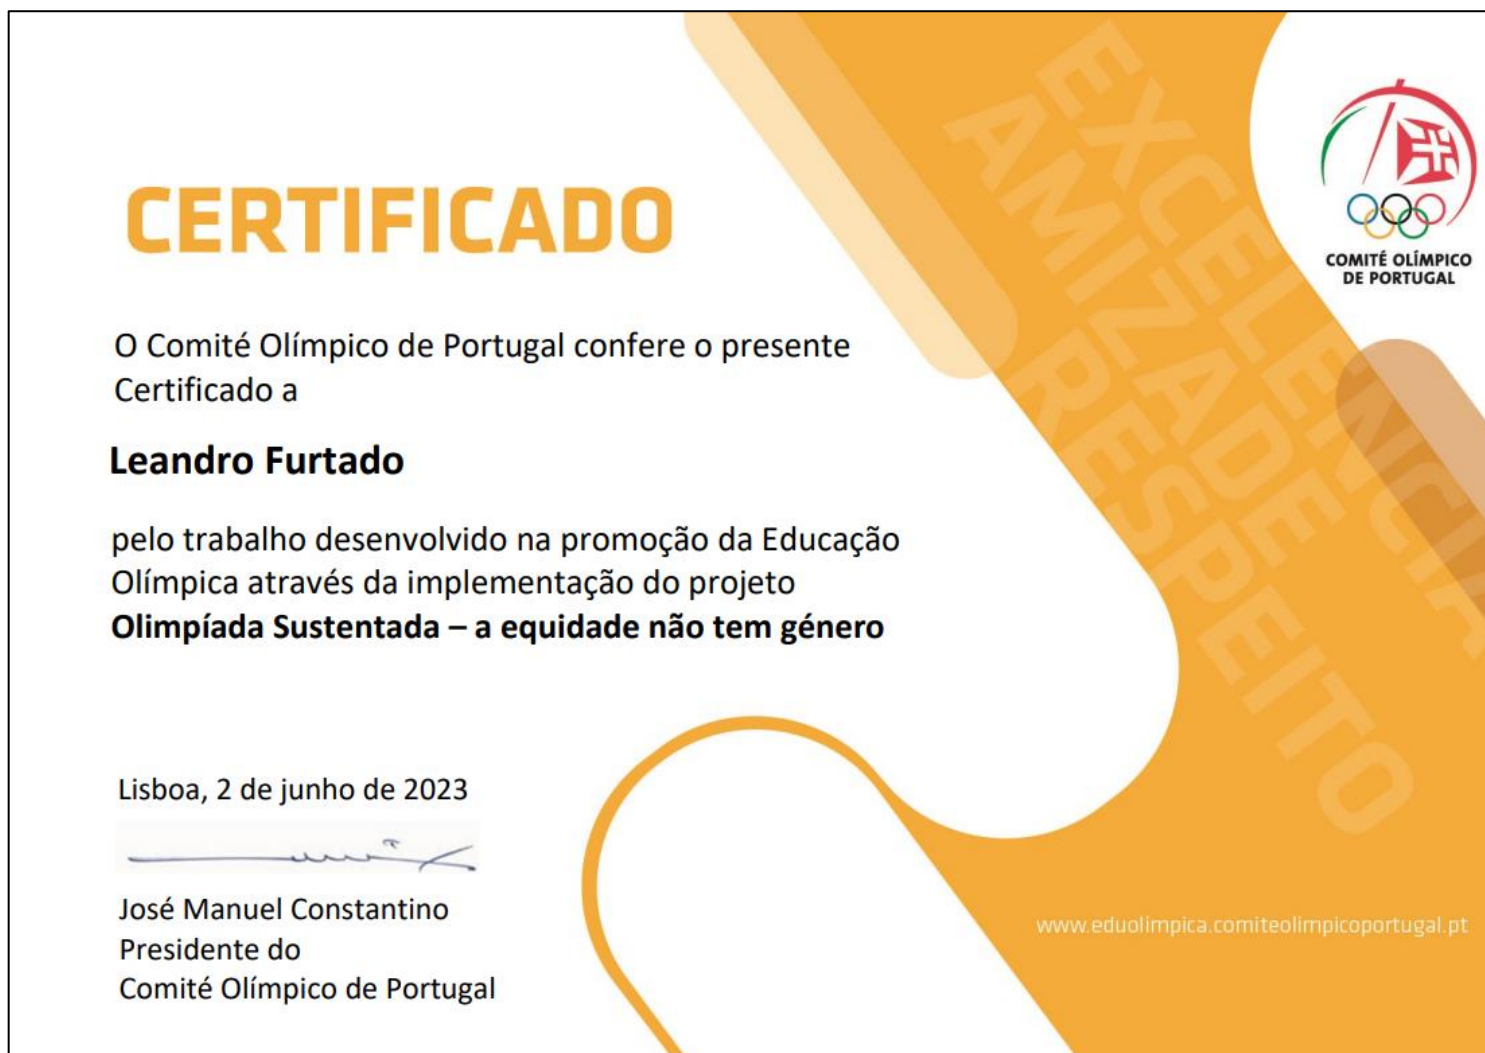 CERTIFICADO
O Comité Olímpico de Portugal confere o presente
Certificado a
Leandro Furtado
pelo trabalho desenvolvido na promoção da Educação
Olímpica através da implementação do projeto
Olimpíada Sustentada – a equidade não tem género
Lisboa, 2 de junho de 2023
José Manuel Constantino
Presidente do
Comité Olímpico de Portugal
EXCELÊNCIA
AMIZADE
RESPEITO
COMITÉ OLÍMPICO
DE PORTUGAL
www.eduolimpica.comiteolimpicoportugal.pt